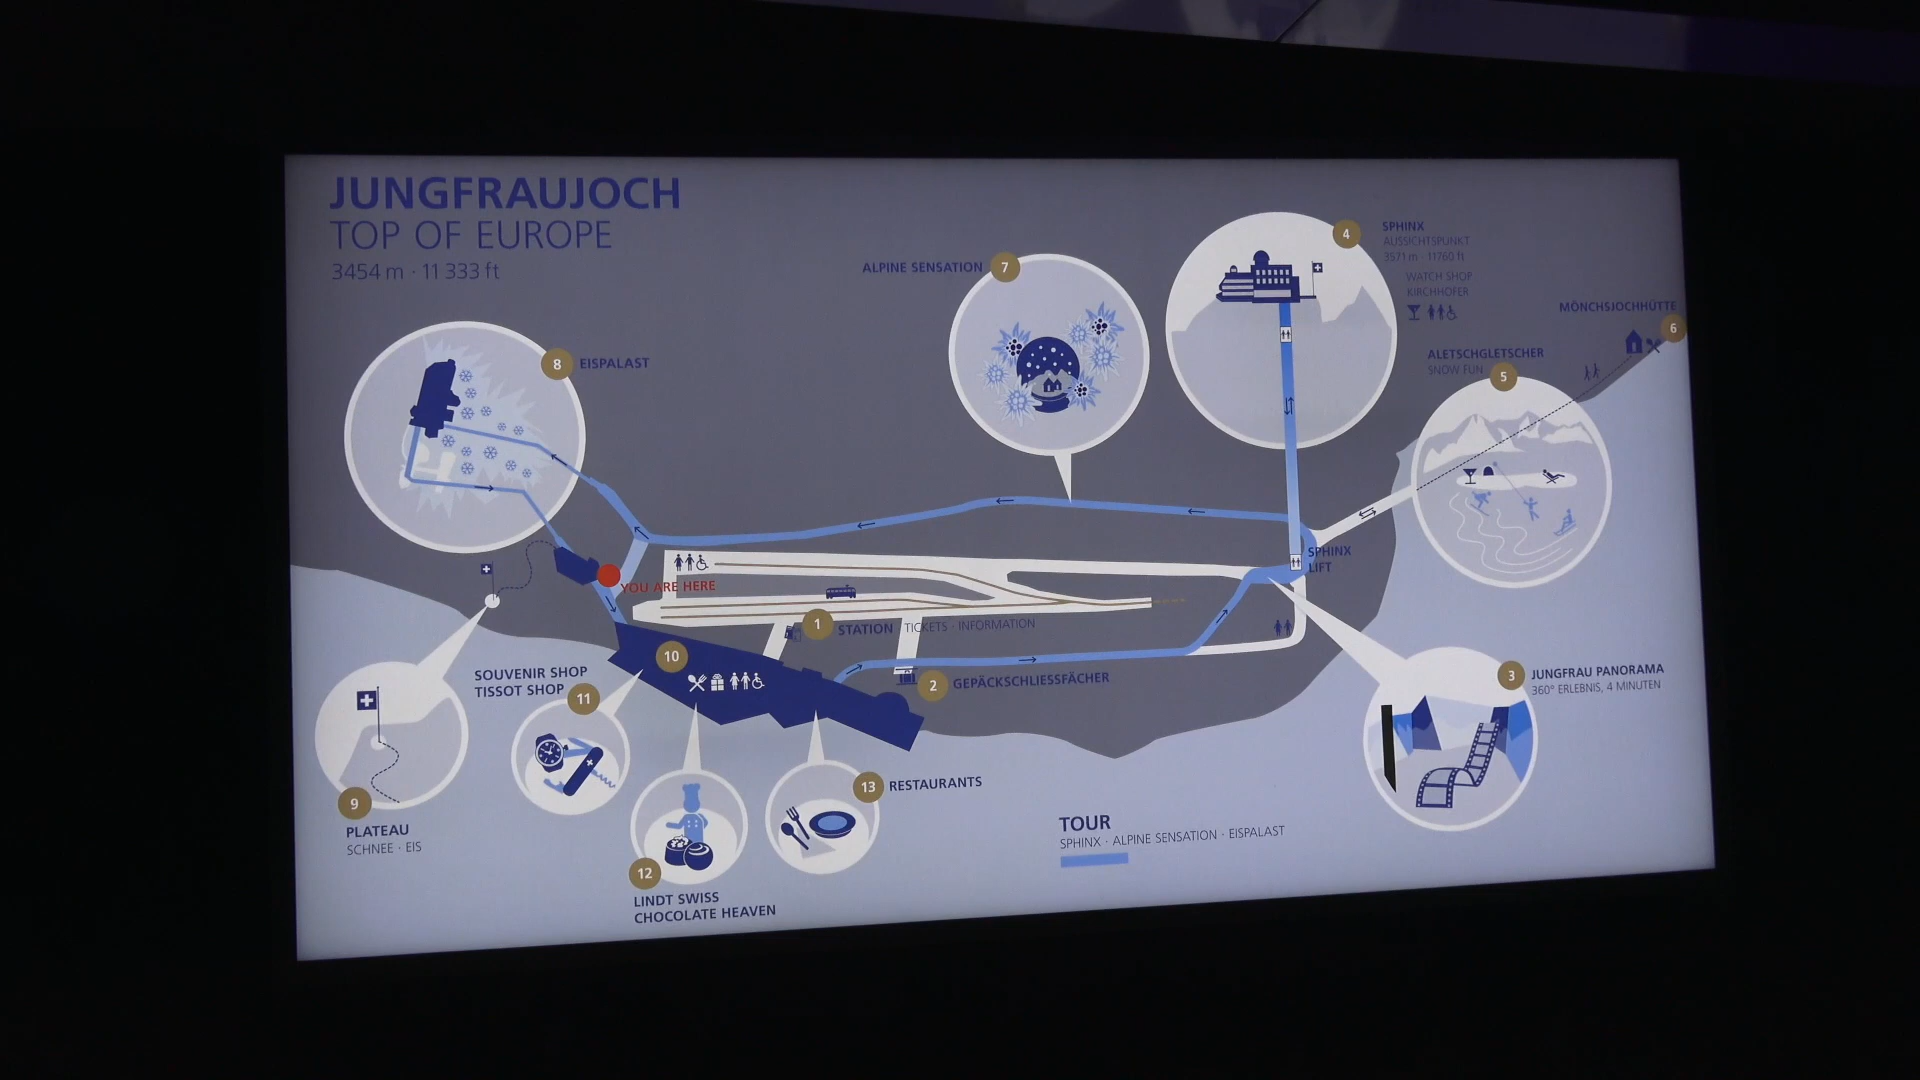 JUNGFRAUJOCH
TOP OF EUROPE
3454 m · 11 333 ft
8 EISPALAST
ALPINE SENSATION 7
4 SPHINX
AUSSICHTSPUNKT
3571 m · 11760 ft
WATCH SHOP
KIRCHHOFER
MÖNCHSJOCHHÜTTE
6
ALETSCHGLETSCHER
SNOW FUN 5
SPHINX
LIFT
YOU ARE HERE
1 STATION TICKETS · INFORMATION
10
2 GEPÄCKSCHLIESSFÄCHER
3 JUNGFRAU PANORAMA
360° ERLEBNIS, 4 MINUTEN
SOUVENIR SHOP
TISSOT SHOP 11
9
PLATEAU
SCHNEE · EIS
12
LINDT SWISS
CHOCOLATE HEAVEN
13 RESTAURANTS
TOUR
SPHINX · ALPINE SENSATION · EISPALAST